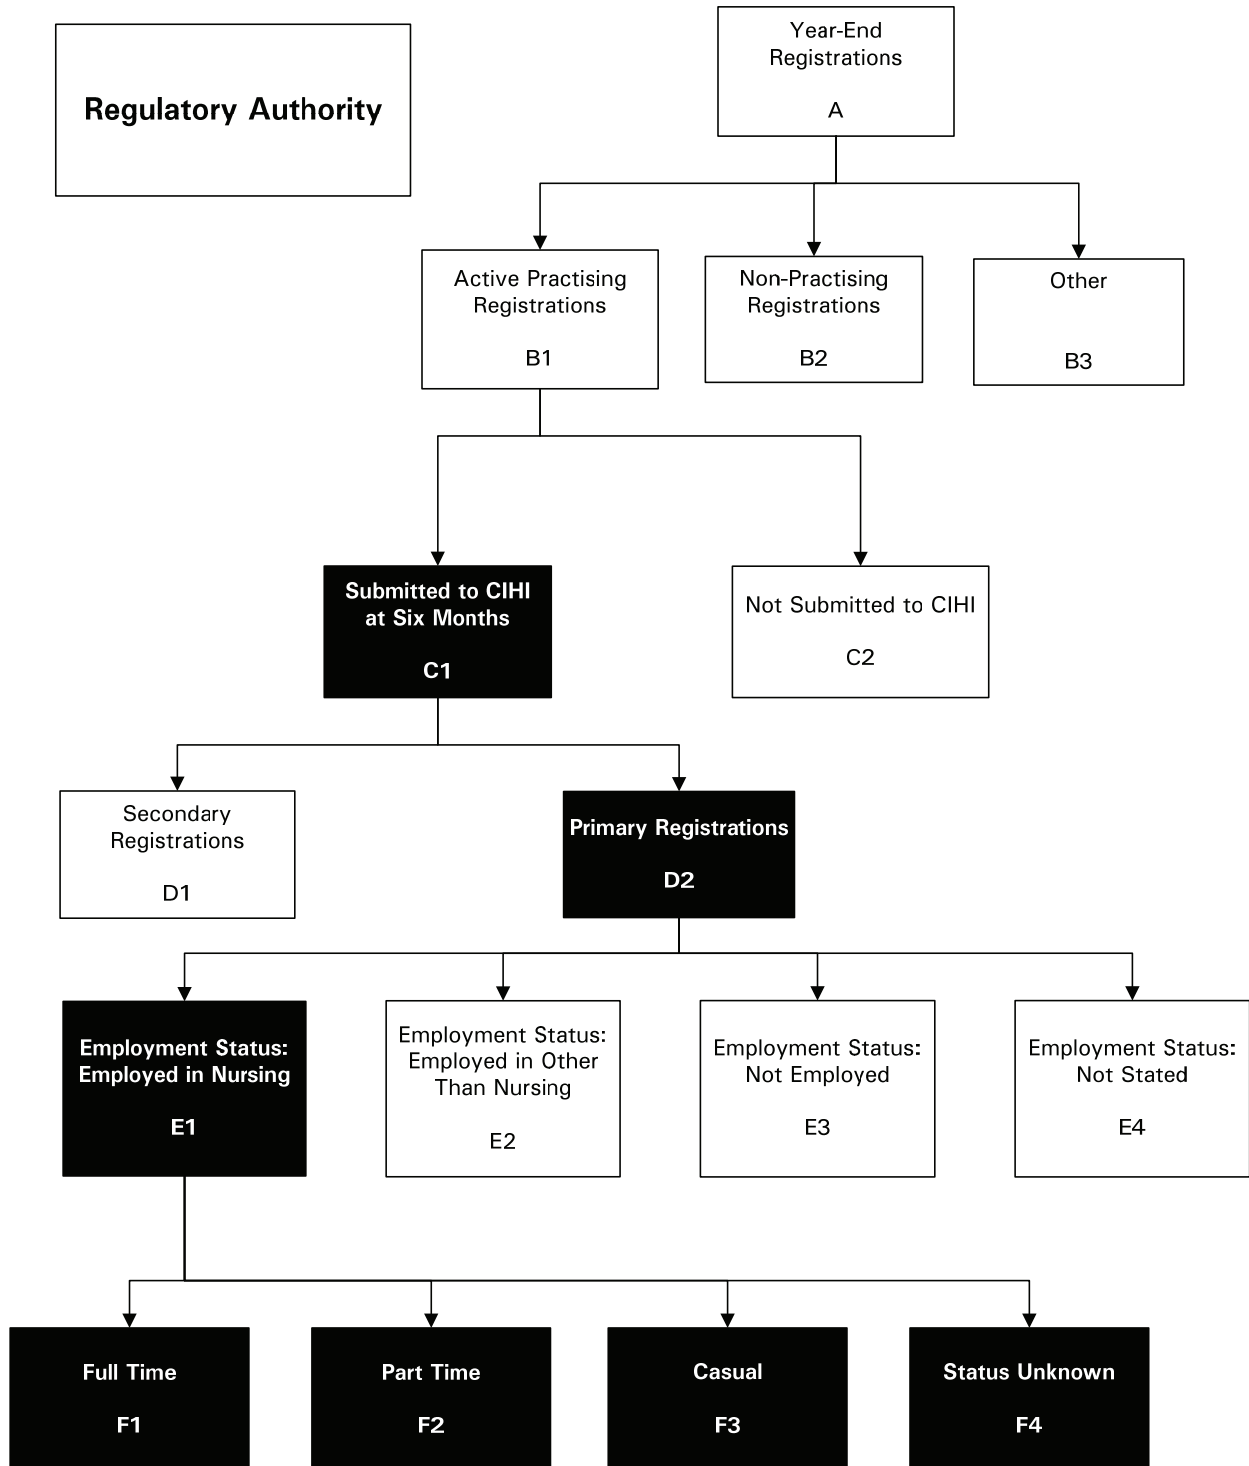 Regulatory Authority
Year-End
Registrations
A
Active Practising
Registrations
B1
Non-Practising
Registrations
B2
Other
B3
Submitted to CIHI
at Six Months
C1
Not Submitted to CIHI
C2
Secondary
Registrations
D1
Primary Registrations
D2
Employment Status:
Employed in Nursing
E1
Employment Status:
Employed in Other
Than Nursing
E2
Employment Status:
Not Employed
E3
Employment Status:
Not Stated
E4
Full Time
F1
Part Time
F2
Casual
F3
Status Unknown
F4